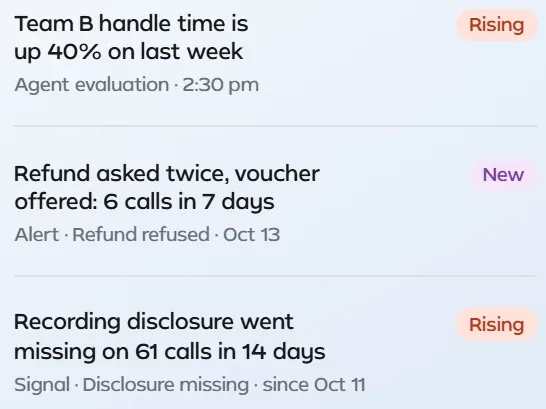 Team B handle time is
up 40% on last week
Rising
Agent evaluation · 2:30 pm
Refund asked twice, voucher
offered: 6 calls in 7 days
New
Alert · Refund refused · Oct 13
Recording disclosure went
missing on 61 calls in 14 days
Rising
Signal · Disclosure missing · since Oct 11